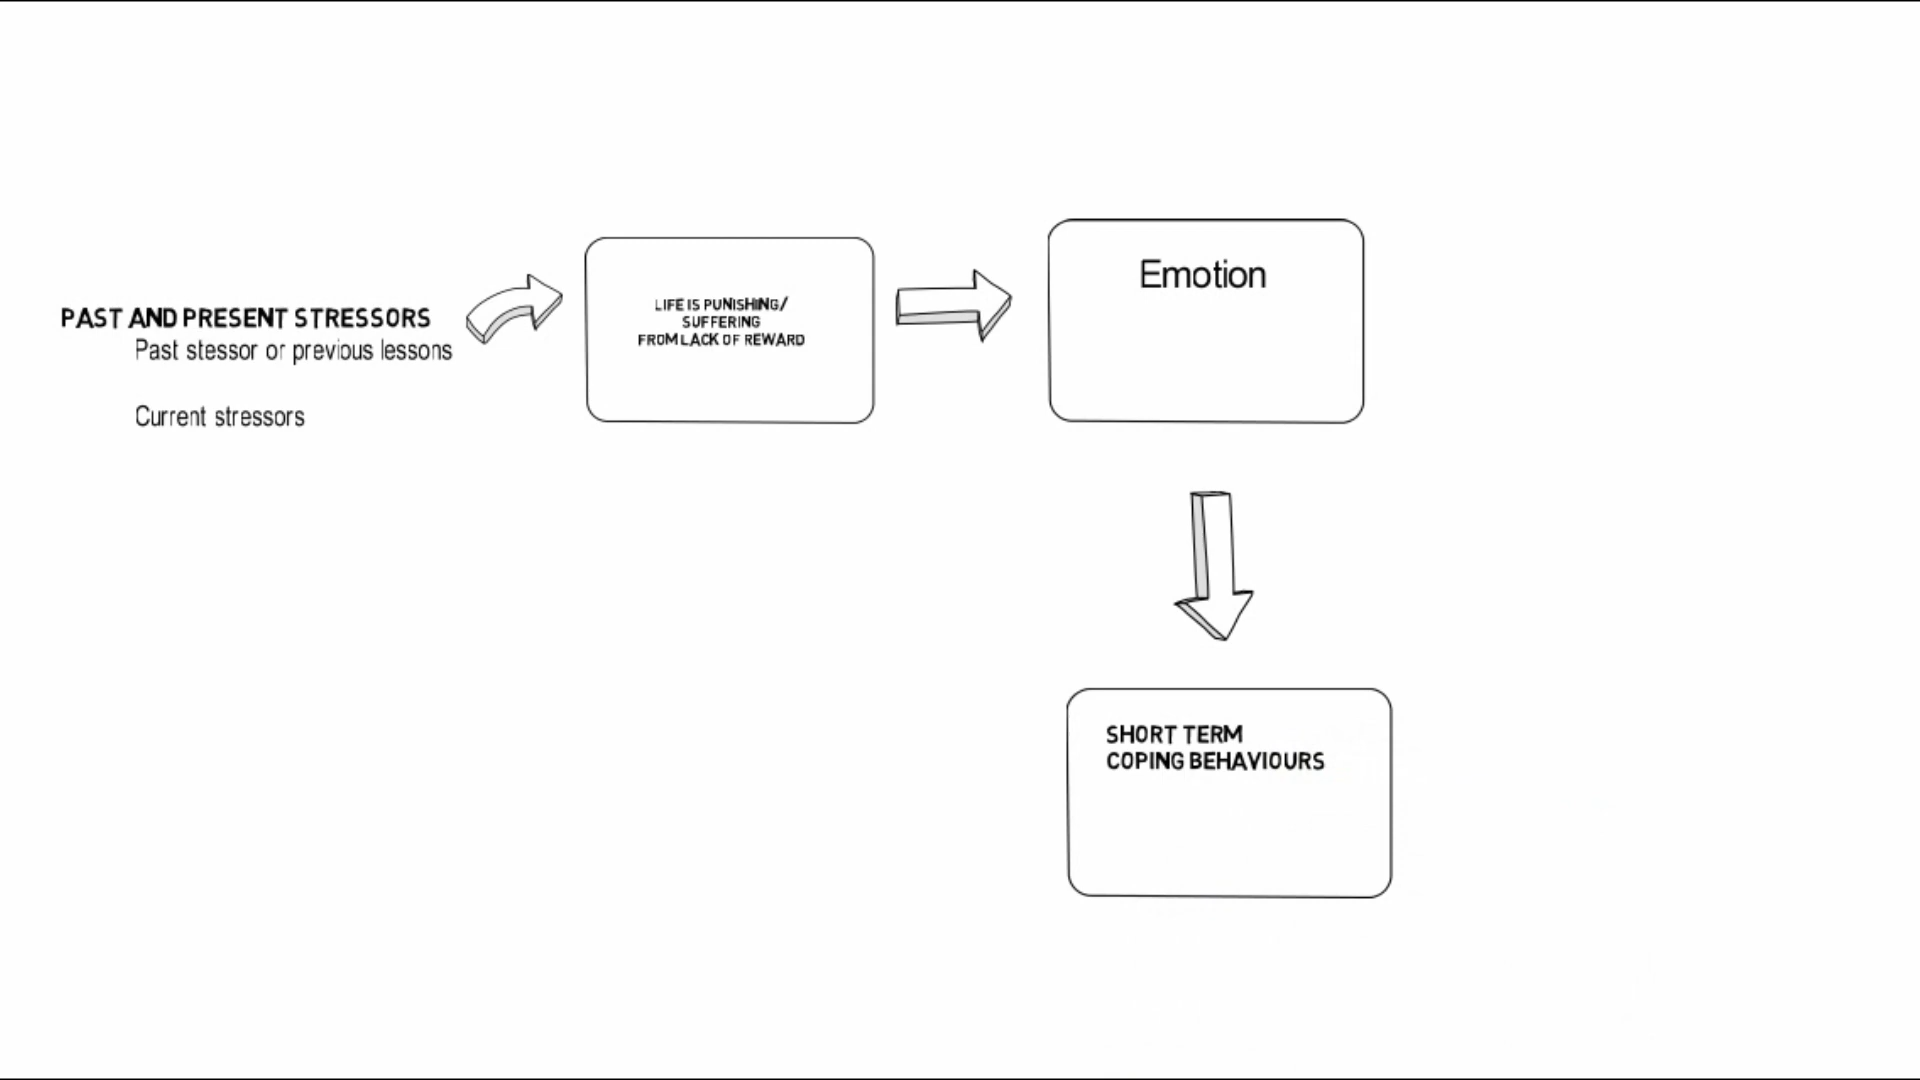 PAST AND PRESENT STRESSORS
Past stessor or previous lessons
Current stressors
LIFE IS PUNISHING/
SUFFERING
FROM LACK OF REWARD
Emotion
SHORT TERM
COPING BEHAVIOURS